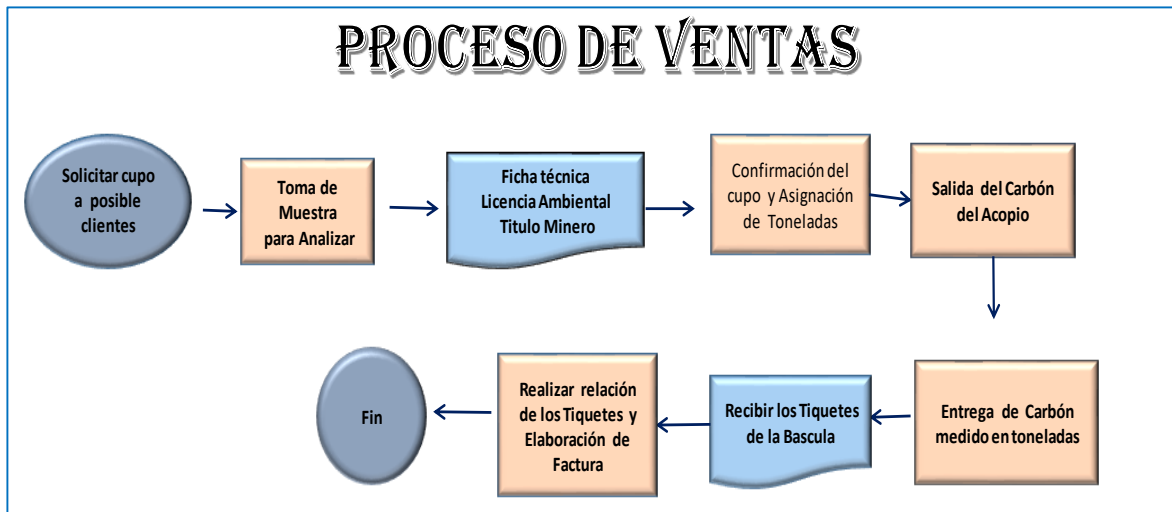 PROCESO DE VENTAS
Solicitar cupo
a posible
clientes
Toma de
Muestra
para Analizar
Ficha técnica
Licencia Ambiental
Titulo Minero
Confirmación del
cupo y Asignación
de Toneladas
Salida del Carbón
del Acopio
Entrega de Carbón
medido en toneladas
Recibir los Tiquetes
de la Bascula
Realizar relación
de los Tiquetes y
Elaboración de
Factura
Fin